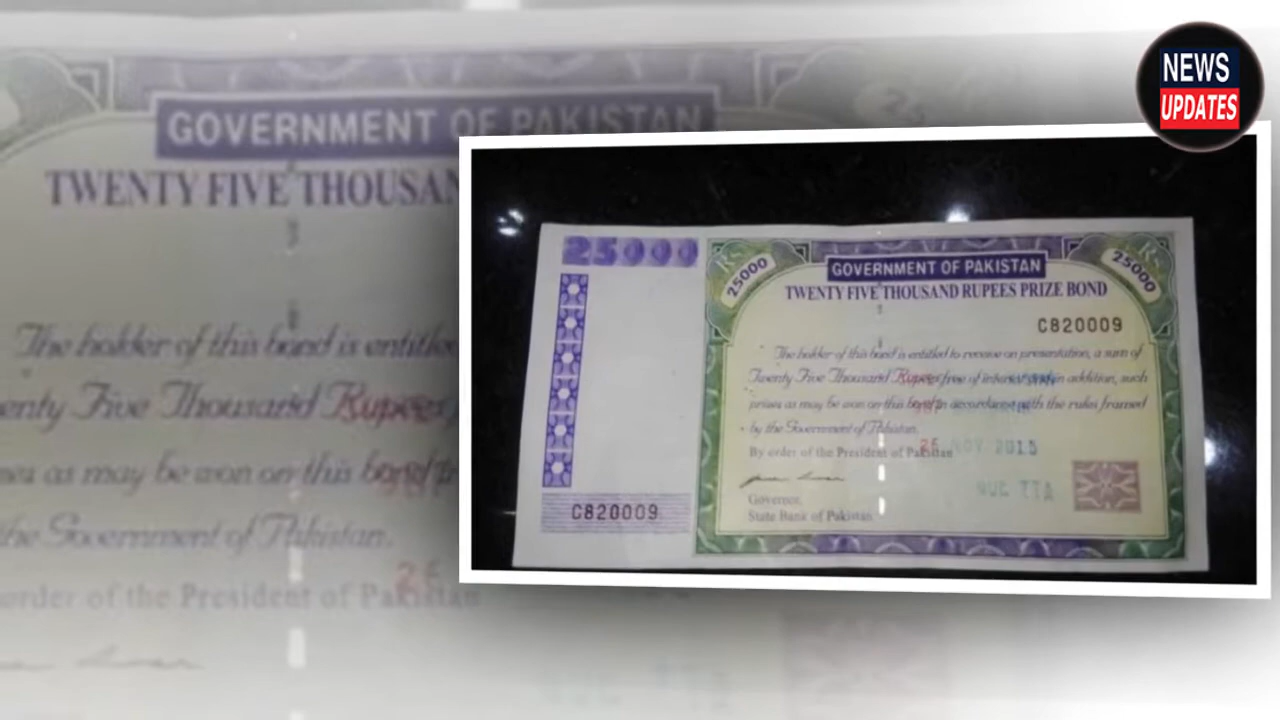 NEWS
UPDATES
GOVERNMENT OF PAKISTAN
TWENTY FIVE THOUSAN
The holder of this bond is entitle
enty Five Thousand Rupees
may be won on this bond
the Government of Pakistan.
order of the President of Pakistan
26
25000
25000
25000
GOVERNMENT OF PAKISTAN
TWENTY FIVE THOUSAND RUPEES PRIZE BOND
C820009
The holder of this bond is entitled to receive on presentation, a sum of
Twenty Five Thousand Rupees free of interest in addition, such
prizes as may be won on this bond in accordance with the rules framed
by the Government of Pakistan.
By order of the President of Pakistan
26 NOV 2015
Governor,
State Bank of Pakistan
C820009